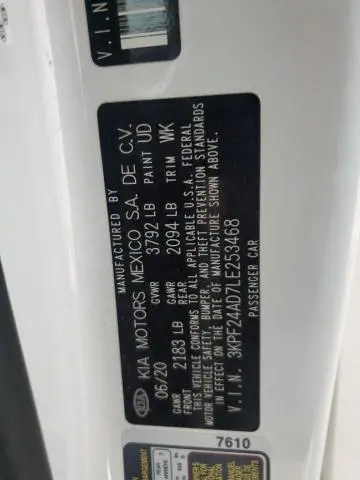 V.I.N
MANUFACTURED BY
KIA KIA MOTORS MEXICO S.A. DE C.V.
06/20 GVWR 3792 LB PAINT UD
GAWR FRONT 2183 LB GAWR REAR 2094 LB TRIM WK
THIS VEHICLE CONFORMS TO ALL APPLICABLE U.S.A. FEDERAL
MOTOR VEHICLE SAFETY, BUMPER, AND THEFT PREVENTION STANDARDS
IN EFFECT ON THE DATE OF MANUFACTURE SHOWN ABOVE.
V.I.N. 3KPF24AD7LE253468
PASSENGER CAR
7610